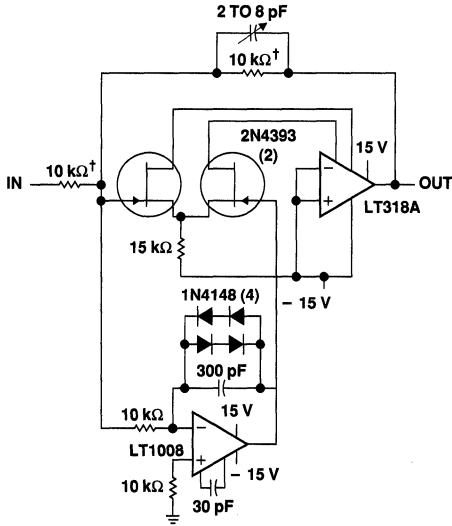 2 TO 8 pF
10 kΩ†
2N4393
(2)
15 V
10 kΩ†
IN
−
+
OUT
LT318A
15 kΩ
− 15 V
1N4148 (4)
300 pF
10 kΩ
15 V
−
LT1008
+
− 15 V
10 kΩ
30 pF